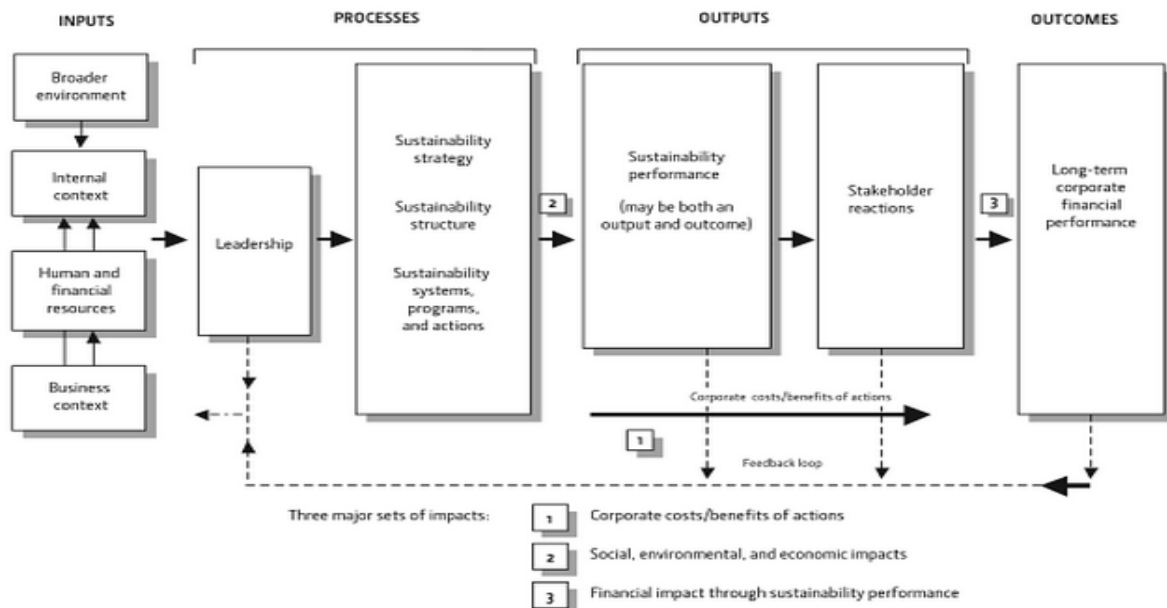 INPUTS
PROCESSES
OUTPUTS
OUTCOMES
Broader
environment
Internal
context
Human and
financial
resources
Business
context
Leadership
Sustainability
strategy
Sustainability
structure
Sustainability
systems,
programs,
and actions
2
Sustainability
performance
(may be both an
output and outcome)
Stakeholder
reactions
3
Long-term
corporate
financial
performance
Corporate costs/benefits of actions
1
Feedback loop
Three major sets of impacts:
1 Corporate costs/benefits of actions
2 Social, environmental, and economic impacts
3 Financial impact through sustainability performance